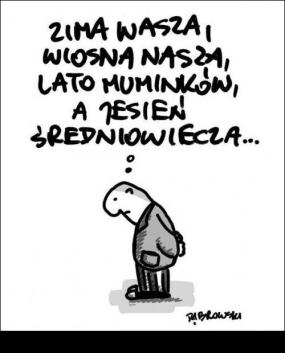 ZIMA WASZA,
WIOSNA NASZA,
LATO MUMINKÓW,
A JESIEŃ
ŚREDNIOWIECZA...
DĄBROWSKI